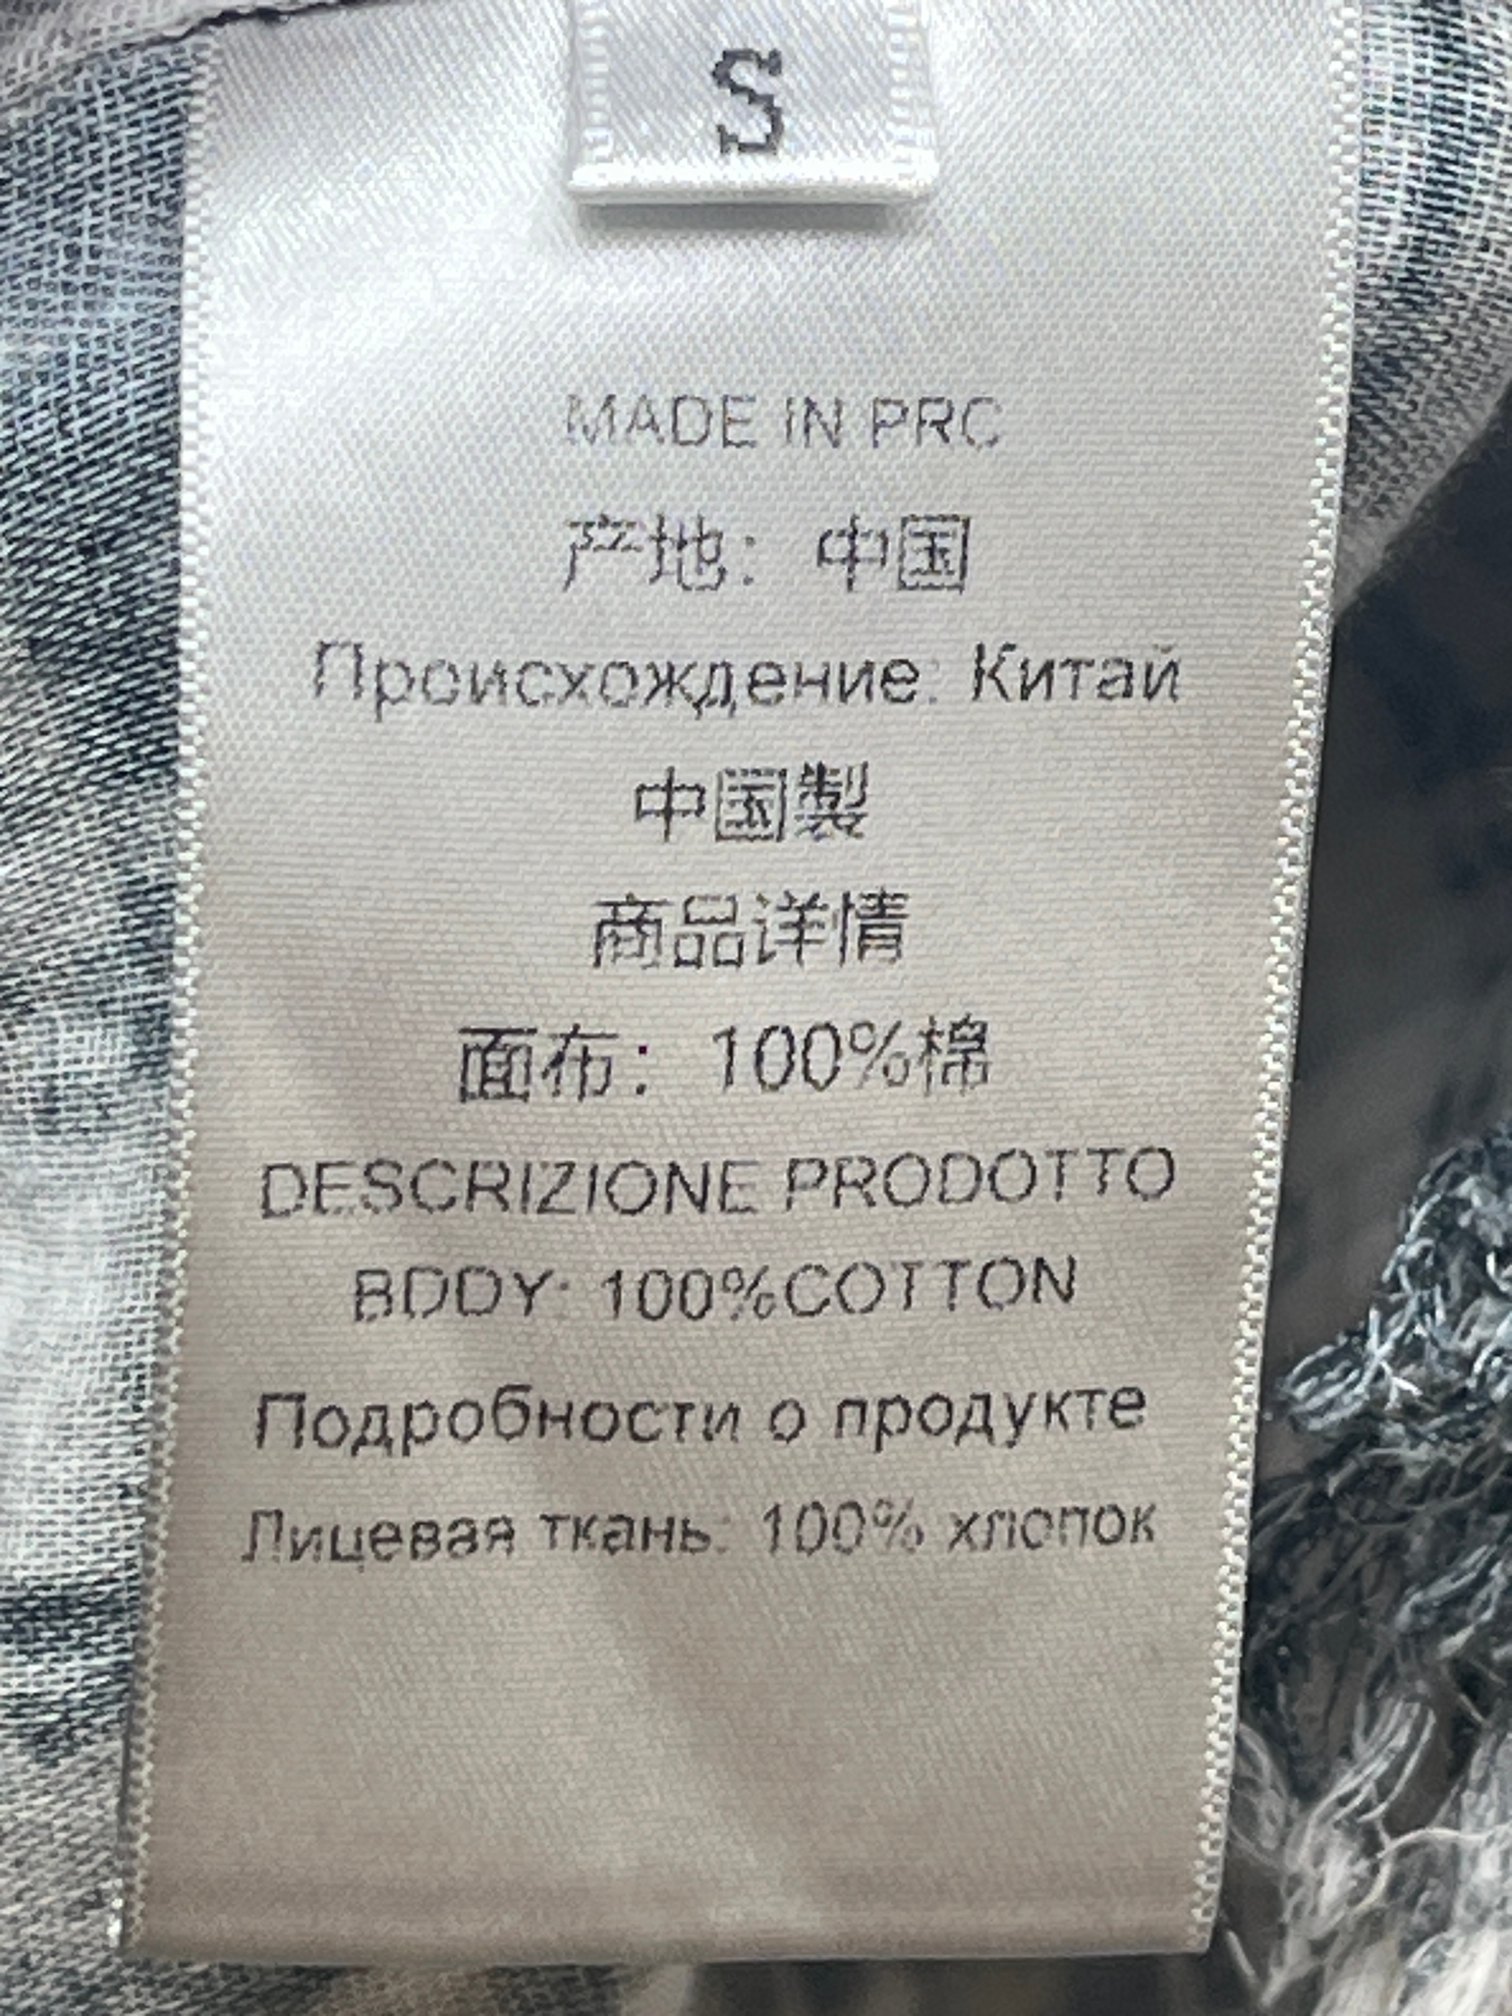 S
MADE IN PRC
产地：中国
Происхождение: Китай
中国製
商品详情
面布：100%棉
DESCRIZIONE PRODOTTO
BODY: 100%COTTON
Подробности о продукте
Лицевая ткань: 100% хлопок